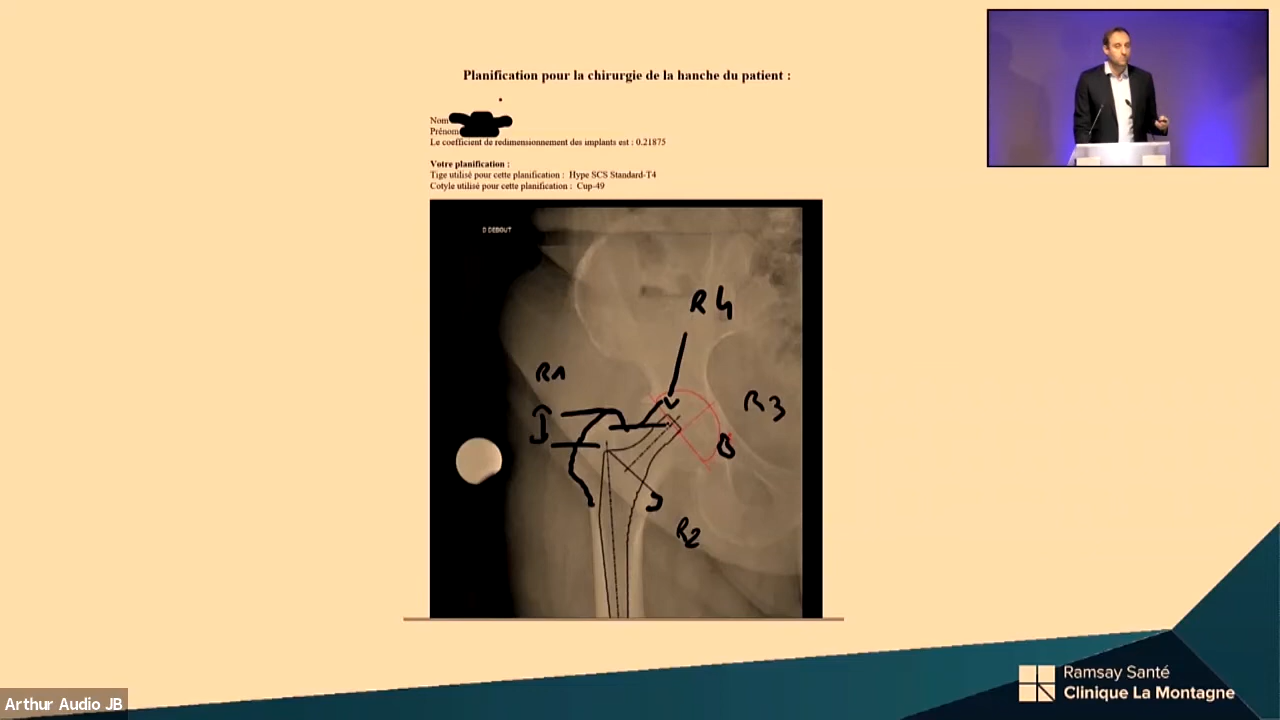 Planification pour la chirurgie de la hanche du patient :
Nom
Prénom
Le coefficient de redimensionnement des implants est : 0.21875
Votre planification :
Tige utilisé pour cette planification : Hype SCS Standard-T4
Cotyle utilisé pour cette planification : Cup-49
D DEBOUT
R4
R1
R3
R2
Ramsay Santé
Clinique La Montagne
Arthur Audio JB